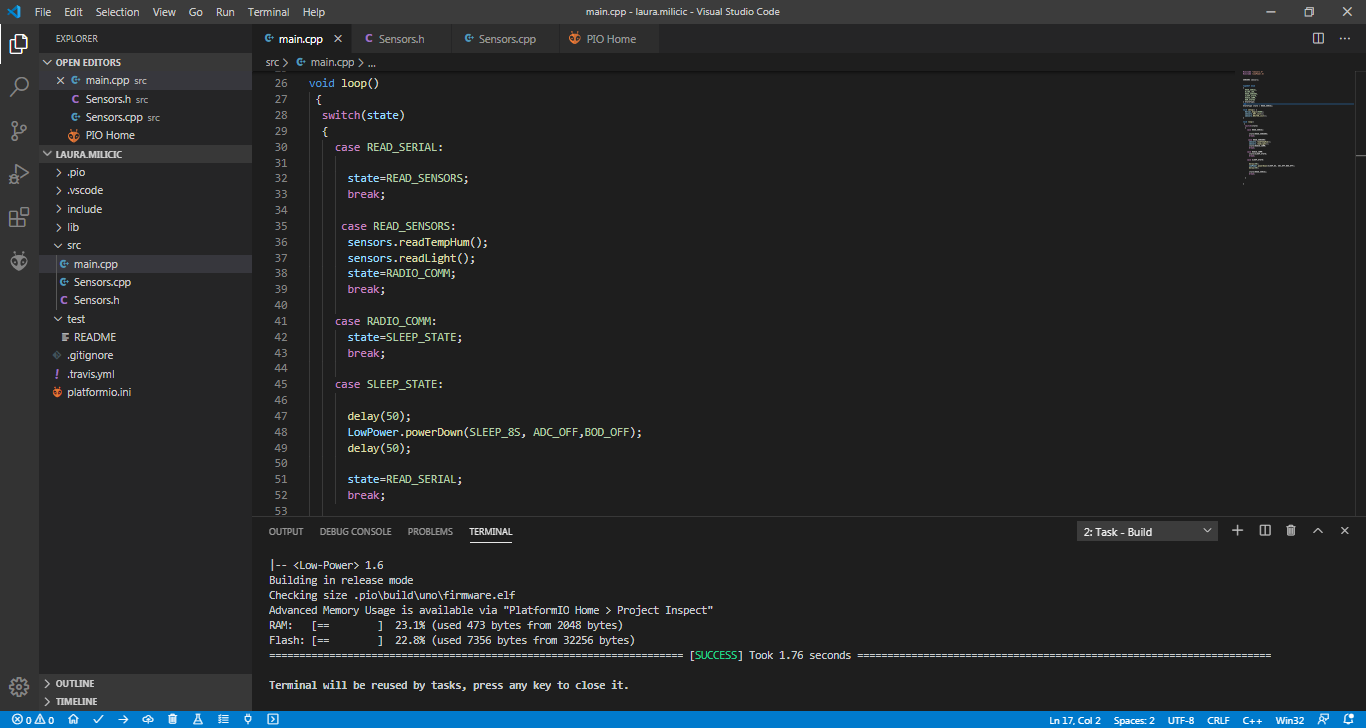 File Edit Selection View Go Run Terminal Help
main.cpp - laura.milicic - Visual Studio Code
EXPLORER
OPEN EDITORS
main.cpp src
Sensors.h src
Sensors.cpp src
PIO Home
LAURA.MILICIC
.pio
.vscode
include
lib
src
main.cpp
Sensors.cpp
Sensors.h
test
README
.gitignore
.travis.yml
platformio.ini
OUTLINE
TIMELINE
main.cpp Sensors.h Sensors.cpp PIO Home
src > main.cpp > ...
26 void loop()
27 {
28 switch(state)
29 {
30 case READ_SERIAL:
31
32 state=READ_SENSORS;
33 break;
34
35 case READ_SENSORS:
36 sensors.readTempHum();
37 sensors.readLight();
38 state=RADIO_COMM;
39 break;
40
41 case RADIO_COMM:
42 state=SLEEP_STATE;
43 break;
44
45 case SLEEP_STATE:
46
47 delay(50);
48 LowPower.powerDown(SLEEP_8S, ADC_OFF,BOD_OFF);
49 delay(50);
50
51 state=READ_SERIAL;
52 break;
53
OUTPUT DEBUG CONSOLE PROBLEMS TERMINAL
2: Task - Build
|-- <Low-Power> 1.6
Building in release mode
Checking size .pio\build\uno\firmware.elf
Advanced Memory Usage is available via "PlatformIO Home > Project Inspect"
RAM: [== ] 23.1% (used 473 bytes from 2048 bytes)
Flash: [== ] 22.8% (used 7356 bytes from 32256 bytes)
===================================================================== [SUCCESS] Took 1.76 seconds =====================================================================
Terminal will be reused by tasks, press any key to close it.
0 0
Ln 17, Col 2 Spaces: 2 UTF-8 CRLF C++ Win32